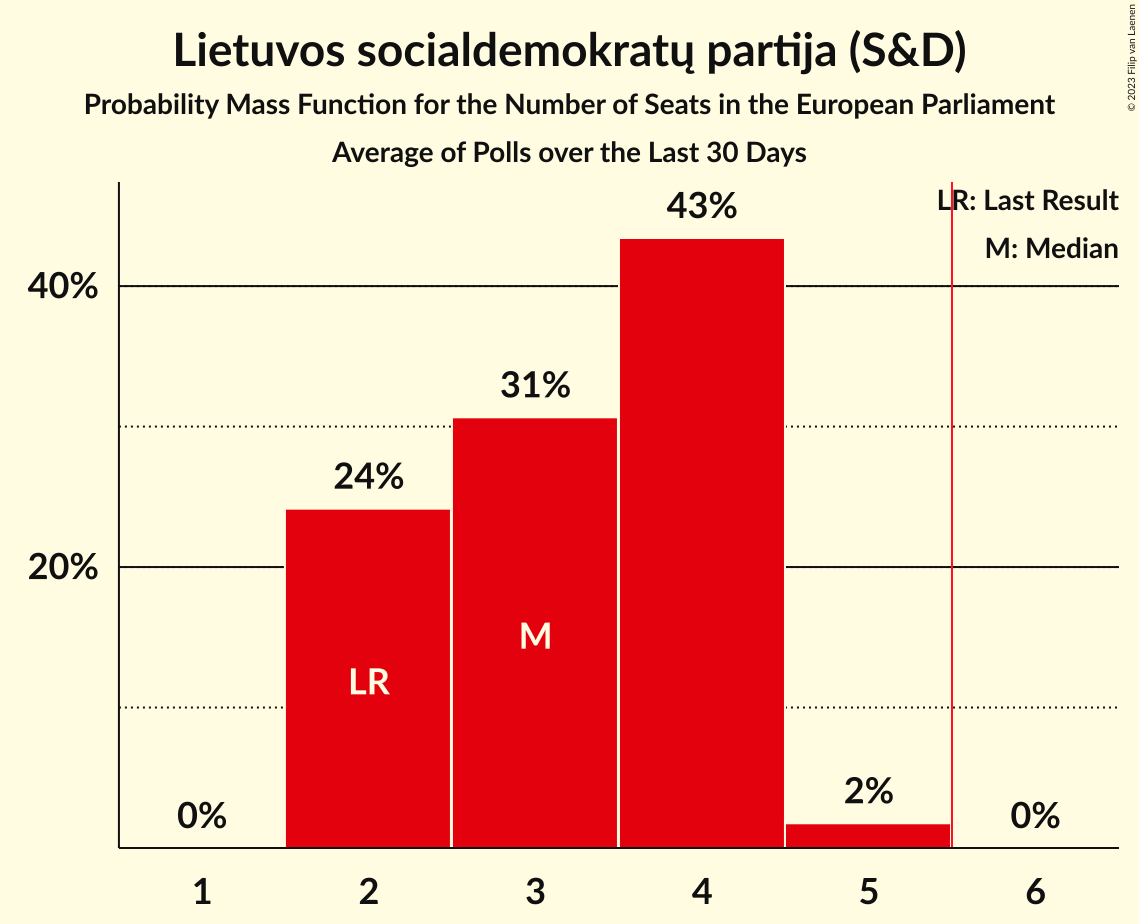 Lietuvos socialdemokratų partija (S&D)
Probability Mass Function for the Number of Seats in the European Parliament
Average of Polls over the Last 30 Days
© 2023 Filip van Laenen
LR: Last Result
M: Median
43%
40%
31%
24%
20%
M
LR
2%
0%
0%
1 2 3 4 5 6